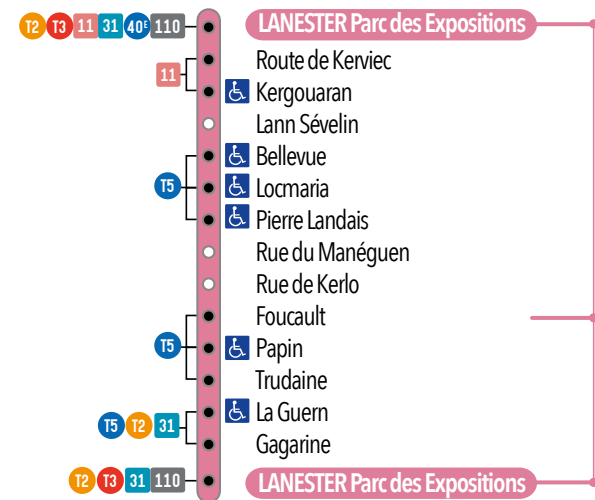 T2 T3 11 31 40E 110 LANESTER Parc des Expositions
Route de Kerviec
11
Kergouaran
Lann Sévelin
Bellevue
T5 Locmaria
Pierre Landais
Rue du Manéguen
Rue de Kerlo
Foucault
T5 Papin
Trudaine
La Guern
T5 T2 31
Gagarine
T2 T3 31 110 LANESTER Parc des Expositions